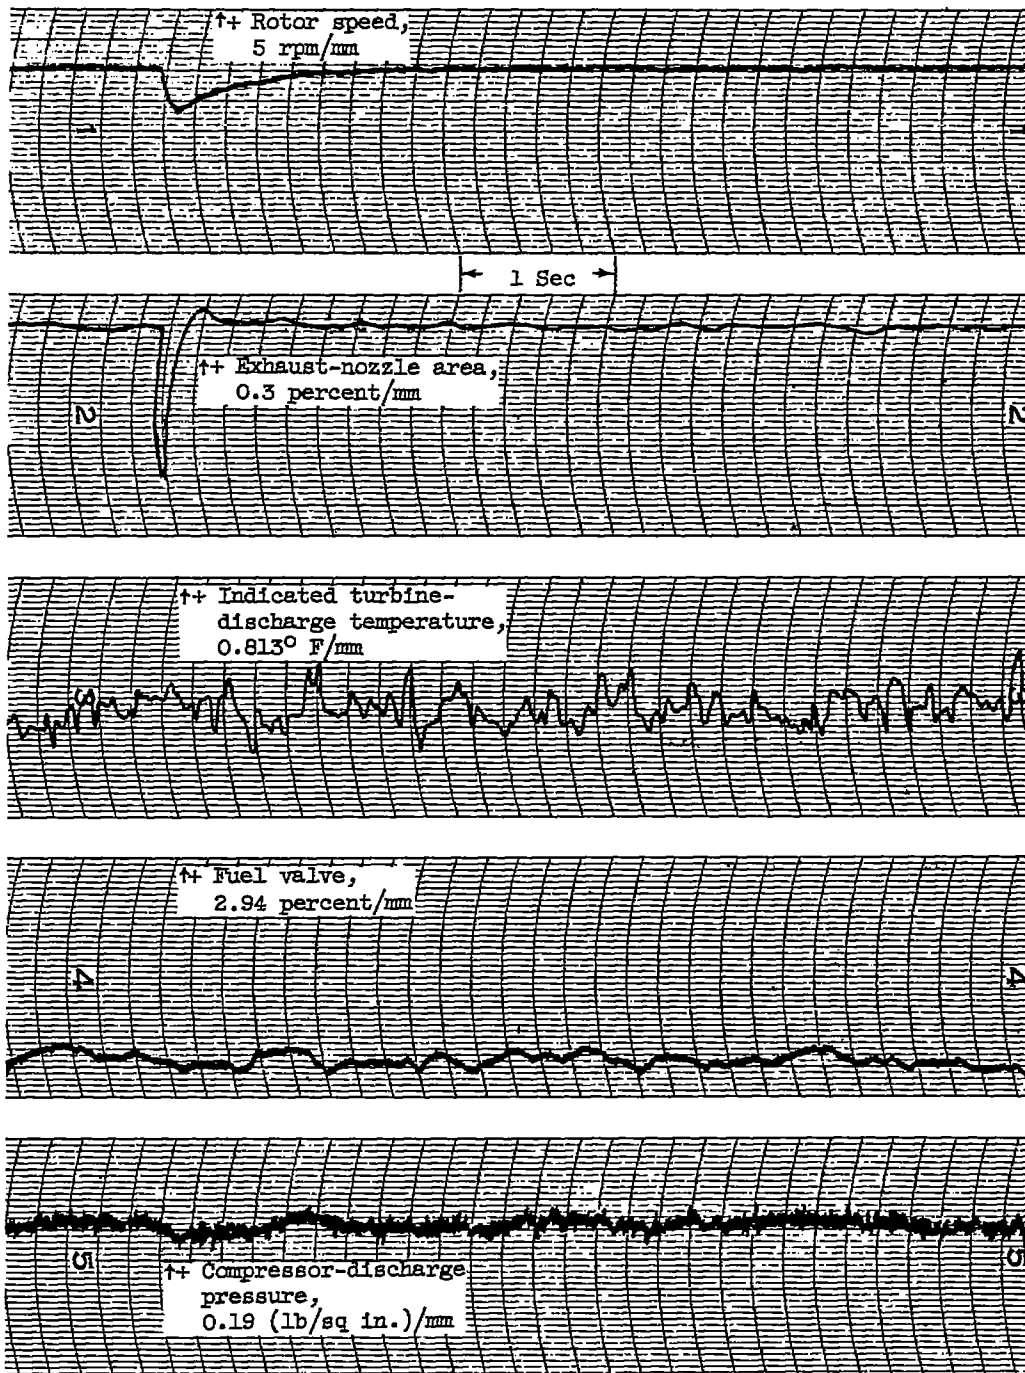 ↑+ Rotor speed,
5 rpm/mm
1
1
1 Sec
↑+ Exhaust-nozzle area,
0.3 percent/mm
2
2
↑+ Indicated turbine-
discharge temperature,
0.813° F/mm
3
↑+ Fuel valve,
2.94 percent/mm
4
4
↑+ Compressor-discharge
pressure,
0.19 (lb/sq in.)/mm
5
5